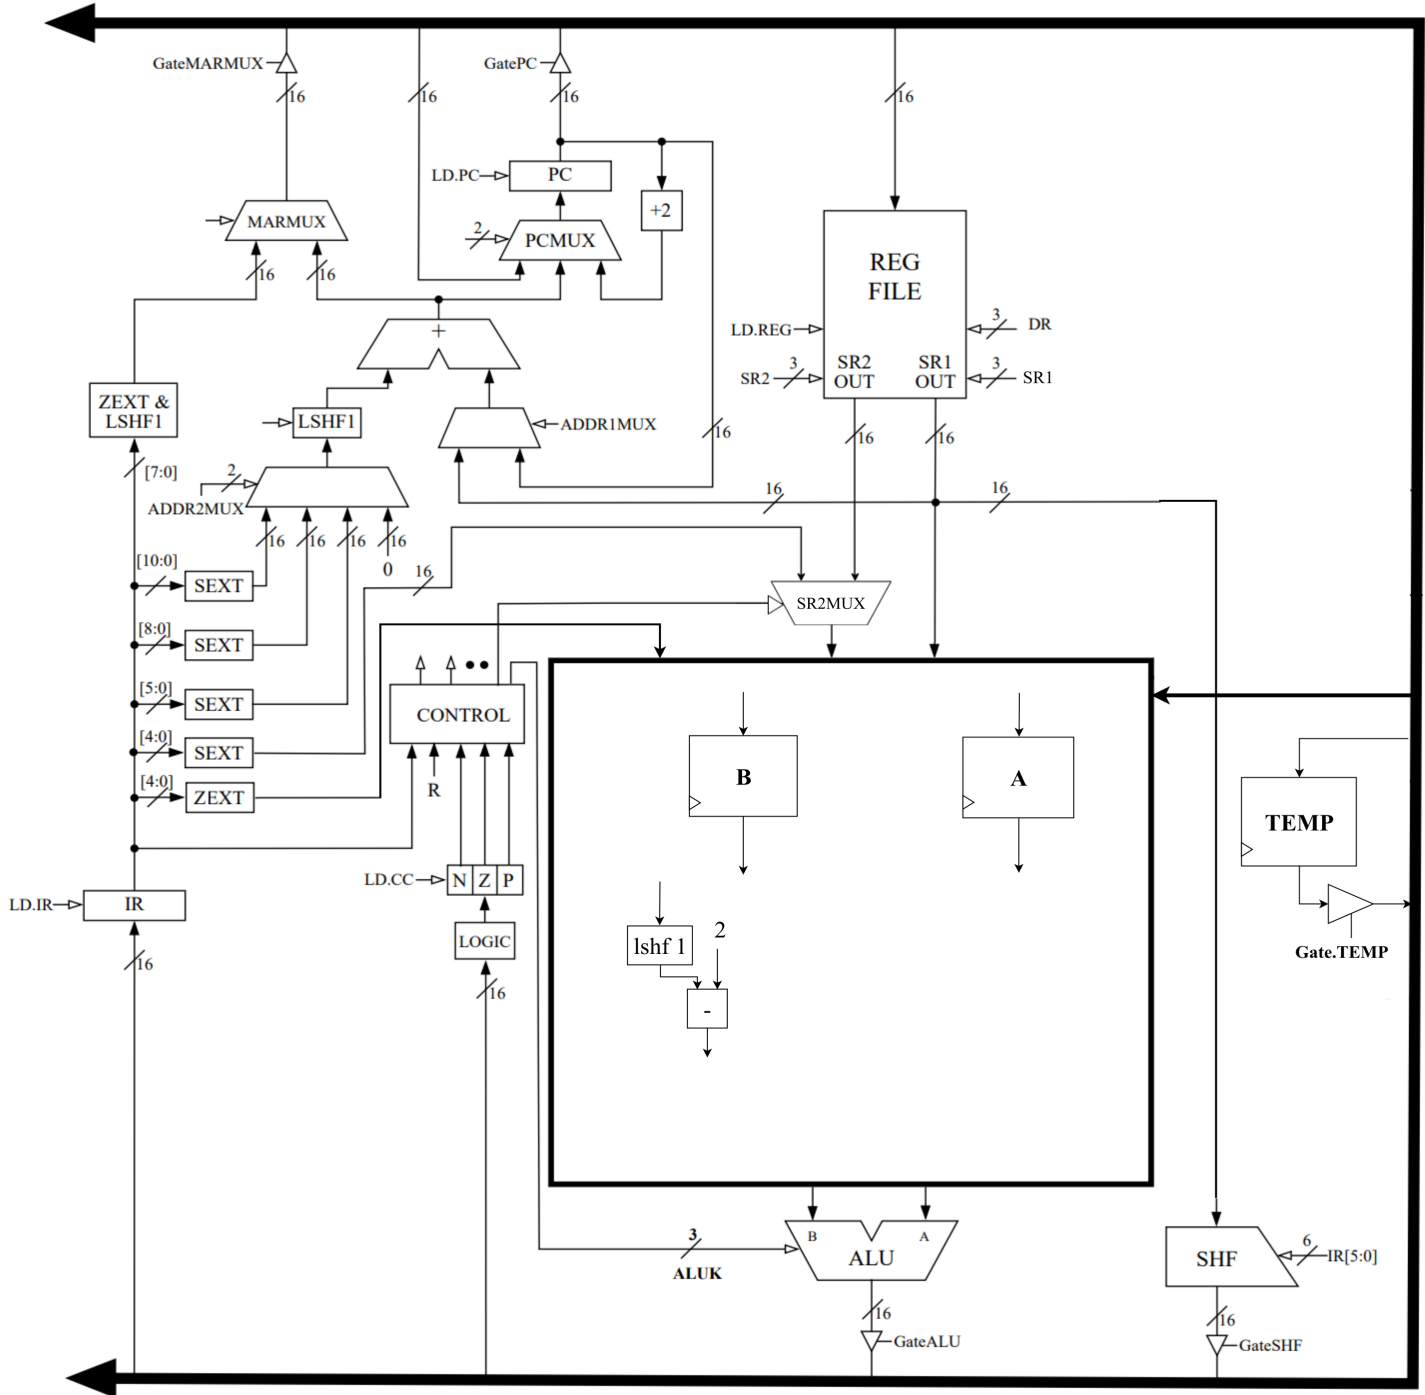 GateMARMUX
16
16
GatePC
16
16
LD.PC
PC
+2
MARMUX
2
PCMUX
16
16
REG
FILE
LD.REG
3
DR
SR2
3
SR2
OUT
SR1
OUT
3
SR1
+
ZEXT &
LSHF1
LSHF1
ADDR1MUX
16
16
16
[7:0]
2
ADDR2MUX
16
16
16
16
16
16
0
[10:0]
SEXT
16
SR2MUX
[8:0]
SEXT
[5:0]
SEXT
CONTROL
[4:0]
SEXT
[4:0]
ZEXT
R
B
A
TEMP
LD.CC
N Z P
LD.IR
IR
LOGIC
16
16
lshf 1
2
-
Gate.TEMP
3
ALUK
B
A
ALU
SHF
6
IR[5:0]
16
GateALU
16
GateSHF